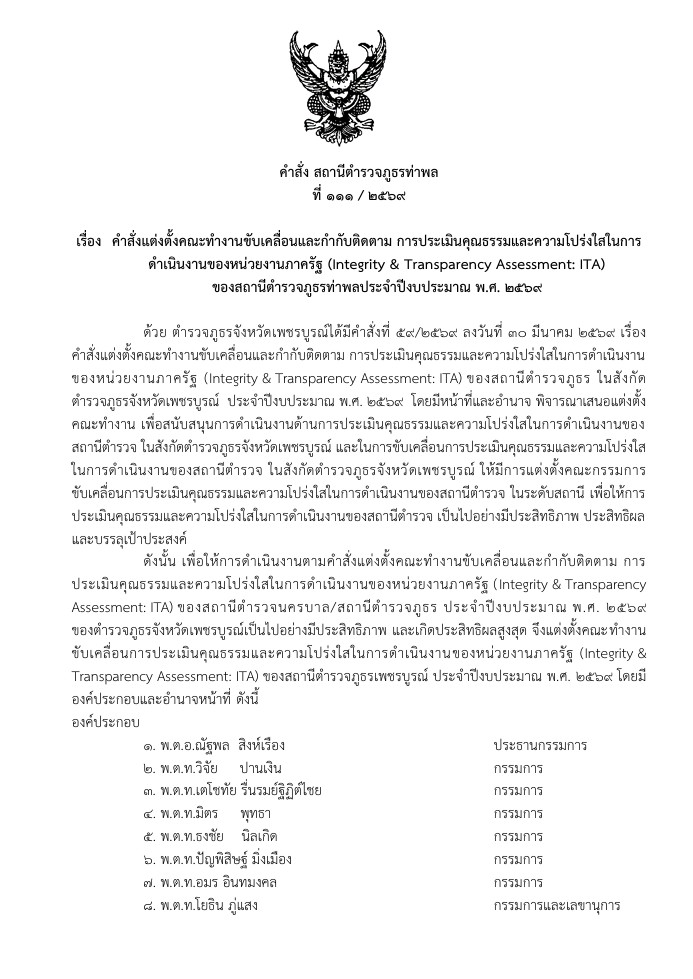 คำสั่ง สถานีตำรวจภูธรท่าพล
ที่ ๑๑๑ / ๒๕๖๙
เรื่อง คำสั่งแต่งตั้งคณะทำงานขับเคลื่อนและกำกับติดตาม การประเมินคุณธรรมและความโปร่งใสในการ
ดำเนินงานของหน่วยงานภาครัฐ (Integrity & Transparency Assessment: ITA)
ของสถานีตำรวจภูธรท่าพลประจำปีงบประมาณ พ.ศ. ๒๕๖๙
ด้วย ตำรวจภูธรจังหวัดเพชรบูรณ์ได้มีคำสั่งที่ ๕๙/๒๕๖๙ ลงวันที่ ๓๐ มีนาคม ๒๕๖๙ เรื่อง
คำสั่งแต่งตั้งคณะทำงานขับเคลื่อนและกำกับติดตาม การประเมินคุณธรรมและความโปร่งใสในการดำเนินงาน
ของหน่วยงานภาครัฐ (Integrity & Transparency Assessment: ITA) ของสถานีตำรวจภูธร ในสังกัด
ตำรวจภูธรจังหวัดเพชรบูรณ์ ประจำปีงบประมาณ พ.ศ. ๒๕๖๙ โดยมีหน้าที่และอำนาจ พิจารณาเสนอแต่งตั้ง
คณะทำงาน เพื่อสนับสนุนการดำเนินงานด้านการประเมินคุณธรรมและความโปร่งใสในการดำเนินงานของ
สถานีตำรวจ ในสังกัดตำรวจภูธรจังหวัดเพชรบูรณ์ และในการขับเคลื่อนการประเมินคุณธรรมและความโปร่งใส
ในการดำเนินงานของสถานีตำรวจ ในสังกัดตำรวจภูธรจังหวัดเพชรบูรณ์ ให้มีการแต่งตั้งคณะกรรมการ
ขับเคลื่อนการประเมินคุณธรรมและความโปร่งใสในการดำเนินงานของสถานีตำรวจ ในระดับสถานี เพื่อให้การ
ประเมินคุณธรรมและความโปร่งใสในการดำเนินงานของสถานีตำรวจ เป็นไปอย่างมีประสิทธิภาพ ประสิทธิผล
และบรรลุเป้าประสงค์
ดังนั้น เพื่อให้การดำเนินงานตามคำสั่งแต่งตั้งคณะทำงานขับเคลื่อนและกำกับติดตาม การ
ประเมินคุณธรรมและความโปร่งใสในการดำเนินงานของหน่วยงานภาครัฐ (Integrity & Transparency
Assessment: ITA) ของสถานีตำรวจนครบาล/สถานีตำรวจภูธร ประจำปีงบประมาณ พ.ศ. ๒๕๖๙
ของตำรวจภูธรจังหวัดเพชรบูรณ์เป็นไปอย่างมีประสิทธิภาพ และเกิดประสิทธิผลสูงสุด จึงแต่งตั้งคณะทำงาน
ขับเคลื่อนการประเมินคุณธรรมและความโปร่งใสในการดำเนินงานของหน่วยงานภาครัฐ (Integrity &
Transparency Assessment: ITA) ของสถานีตำรวจภูธรเพชรบูรณ์ ประจำปีงบประมาณ พ.ศ. ๒๕๖๙ โดยมี
องค์ประกอบและอำนาจหน้าที่ ดังนี้
องค์ประกอบ
๑. พ.ต.อ.ณัฐพล สิงห์เรือง ประธานกรรมการ
๒. พ.ต.ท.วิจัย ปานเงิน กรรมการ
๓. พ.ต.ท.เตโชทัย รื่นรมย์ฐิฏิต์ไชย กรรมการ
๔. พ.ต.ท.มิตร พุทธา กรรมการ
๕. พ.ต.ท.ธงชัย นิลเกิด กรรมการ
๖. พ.ต.ท.ปัญพิสิษฐ์ มิ่งเมือง กรรมการ
๗. พ.ต.ท.อมร อินทมงคล กรรมการ
๘. พ.ต.ท.โยธิน ภู่แสง กรรมการและเลขานุการ